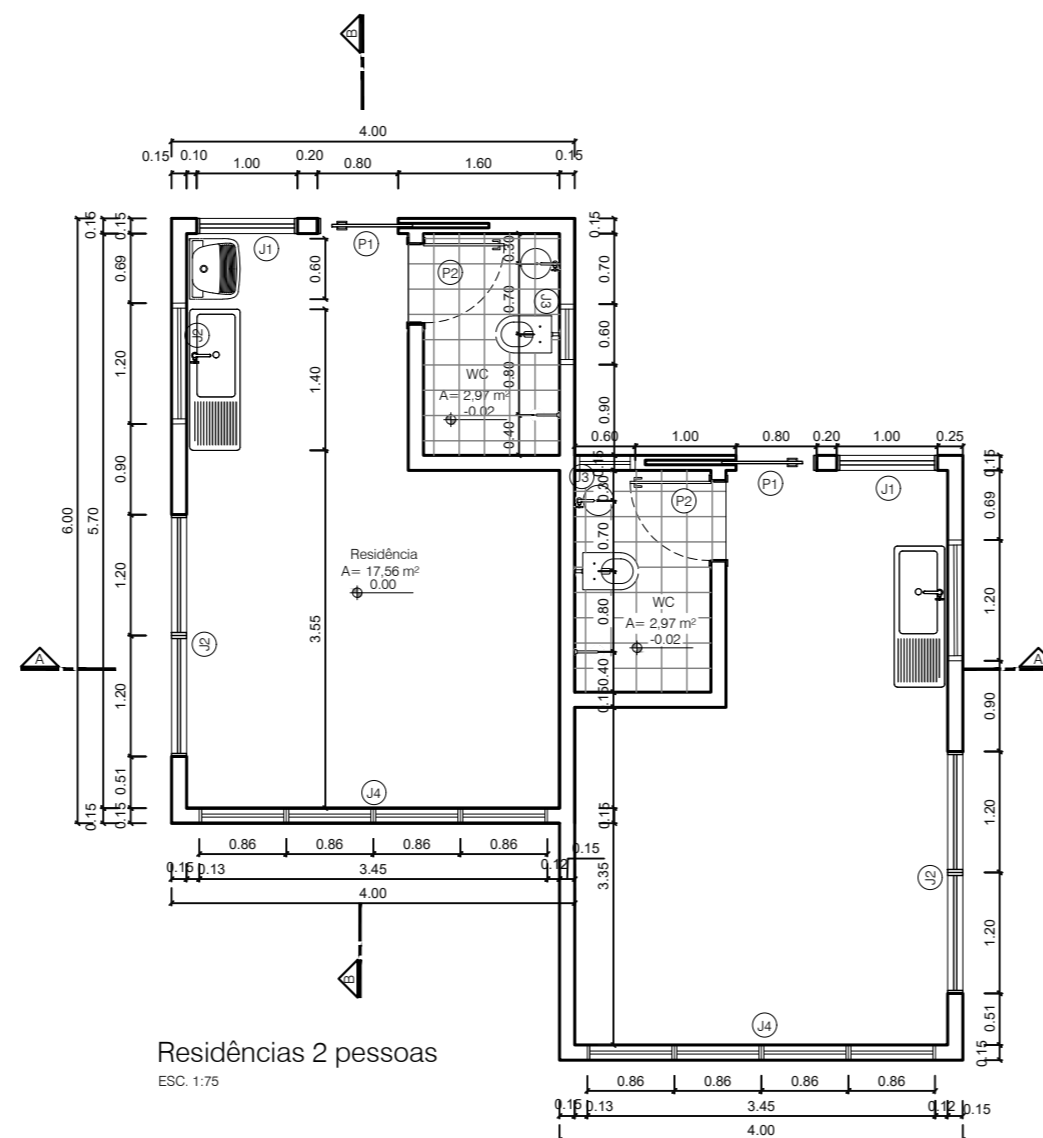 B
4.00
0.15 0.10 1.00 0.20 0.80 1.60 0.15
0.15
0.15
0.69
1.20
0.90
1.20
1.20
0.51
0.15
6.00
5.70
0.15
0.15
J1
P1
P2
J3
J2
0.60
1.40
3.55
0.30
0.70
0.80
0.40
WC
A= 2,97 m²
-0.02
0.15
0.70
0.60
0.90
Residência
A= 17,56 m²
0.00
J2
J4
A
0.60 1.00 0.80 0.20 1.00 0.25
J3
P2
P1
J1
0.15
0.30
0.70
0.80
0.40
0.15
WC
A= 2,97 m²
-0.02
0.15
0.69
1.20
0.90
1.20
1.20
0.51
0.15
A
0.15
3.35
J2
J4
0.86 0.86 0.86 0.86
0.15
0.15 0.13 3.45 0.12
4.00
B
Residências 2 pessoas
ESC. 1:75
0.86 0.86 0.86 0.86
0.15 0.13 3.45 0.12 0.15
4.00